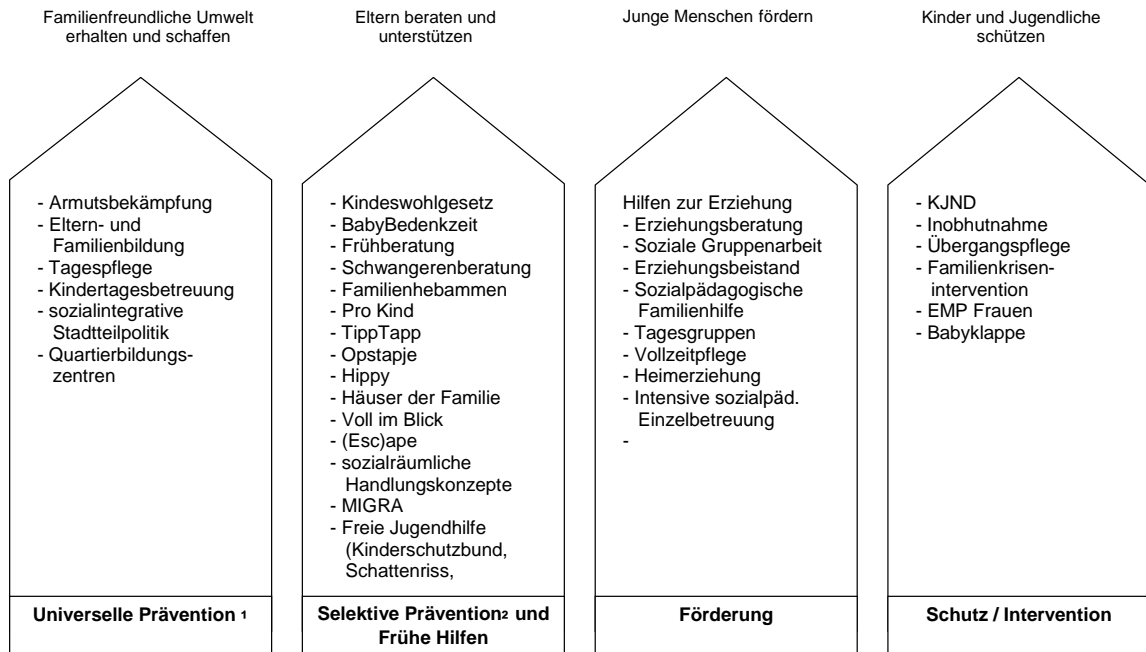 Familienfreundliche Umwelt
erhalten und schaffen
Eltern beraten und
unterstützen
Junge Menschen fördern
Kinder und Jugendliche
schützen
- Armutsbekämpfung
- Eltern- und
Familienbildung
- Tagespflege
- Kindertagesbetreuung
- sozialintegrative
Stadtteilpolitik
- Quartierbildungs-
zentren
- Kindeswohlgesetz
- BabyBedenkzeit
- Frühberatung
- Schwangerenberatung
- Familienhebammen
- Pro Kind
- TippTapp
- Opstapje
- Hippy
- Häuser der Familie
- Voll im Blick
- (Esc)ape
- sozialräumliche
Handlungskonzepte
- MIGRA
- Freie Jugendhilfe
(Kinderschutzbund,
Schattenriss,
Hilfen zur Erziehung
- Erziehungsberatung
- Soziale Gruppenarbeit
- Erziehungsbeistand
- Sozialpädagogische
Familienhilfe
- Tagesgruppen
- Vollzeitpflege
- Heimerziehung
- Intensive sozialpäd.
Einzelbetreuung
-
- KJND
- Inobhutnahme
- Übergangspflege
- Familienkrisen-
intervention
- EMP Frauen
- Babyklappe
Universelle Prävention 1
Selektive Prävention2 und
Frühe Hilfen
Förderung
Schutz / Intervention